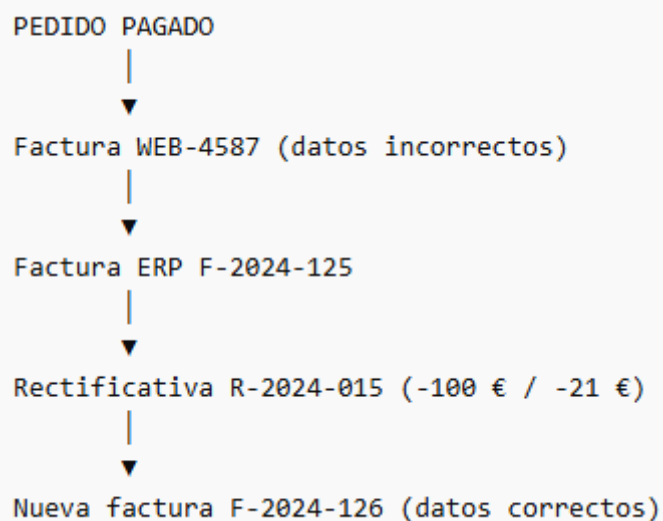 PEDIDO PAGADO
Factura WEB-4587 (datos incorrectos)
Factura ERP F-2024-125
Rectificativa R-2024-015 (-100 € / -21 €)
Nueva factura F-2024-126 (datos correctos)